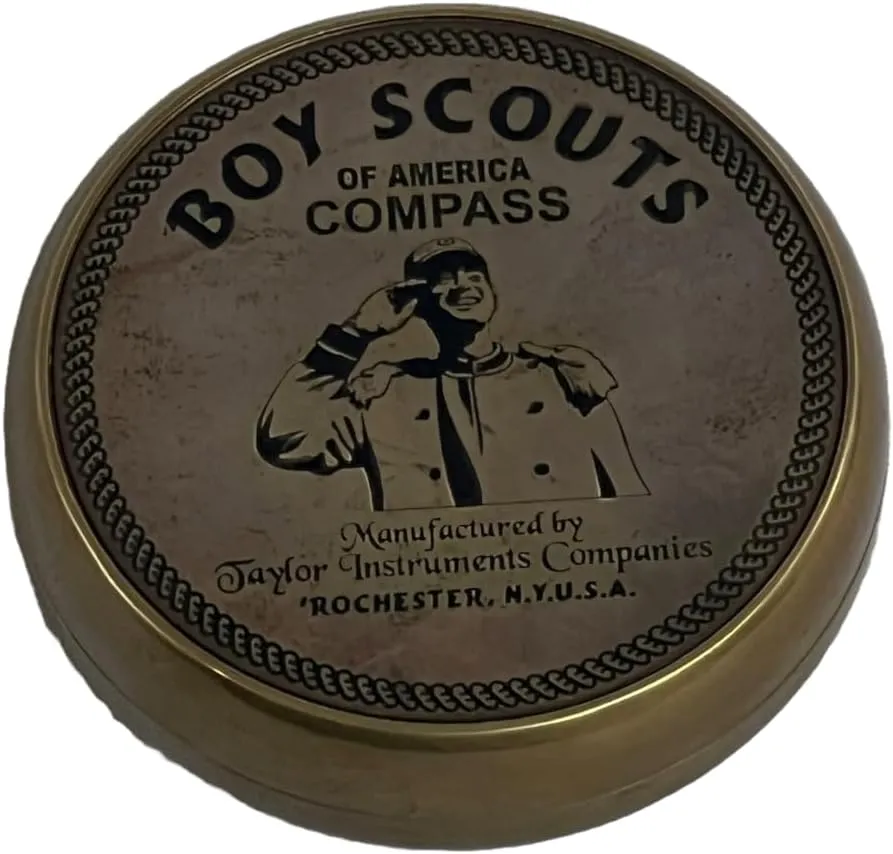 BOY SCOUTS
OF AMERICA
COMPASS
Manufactured by
Taylor Instruments Companies
'ROCHESTER, N.Y.U.S.A.